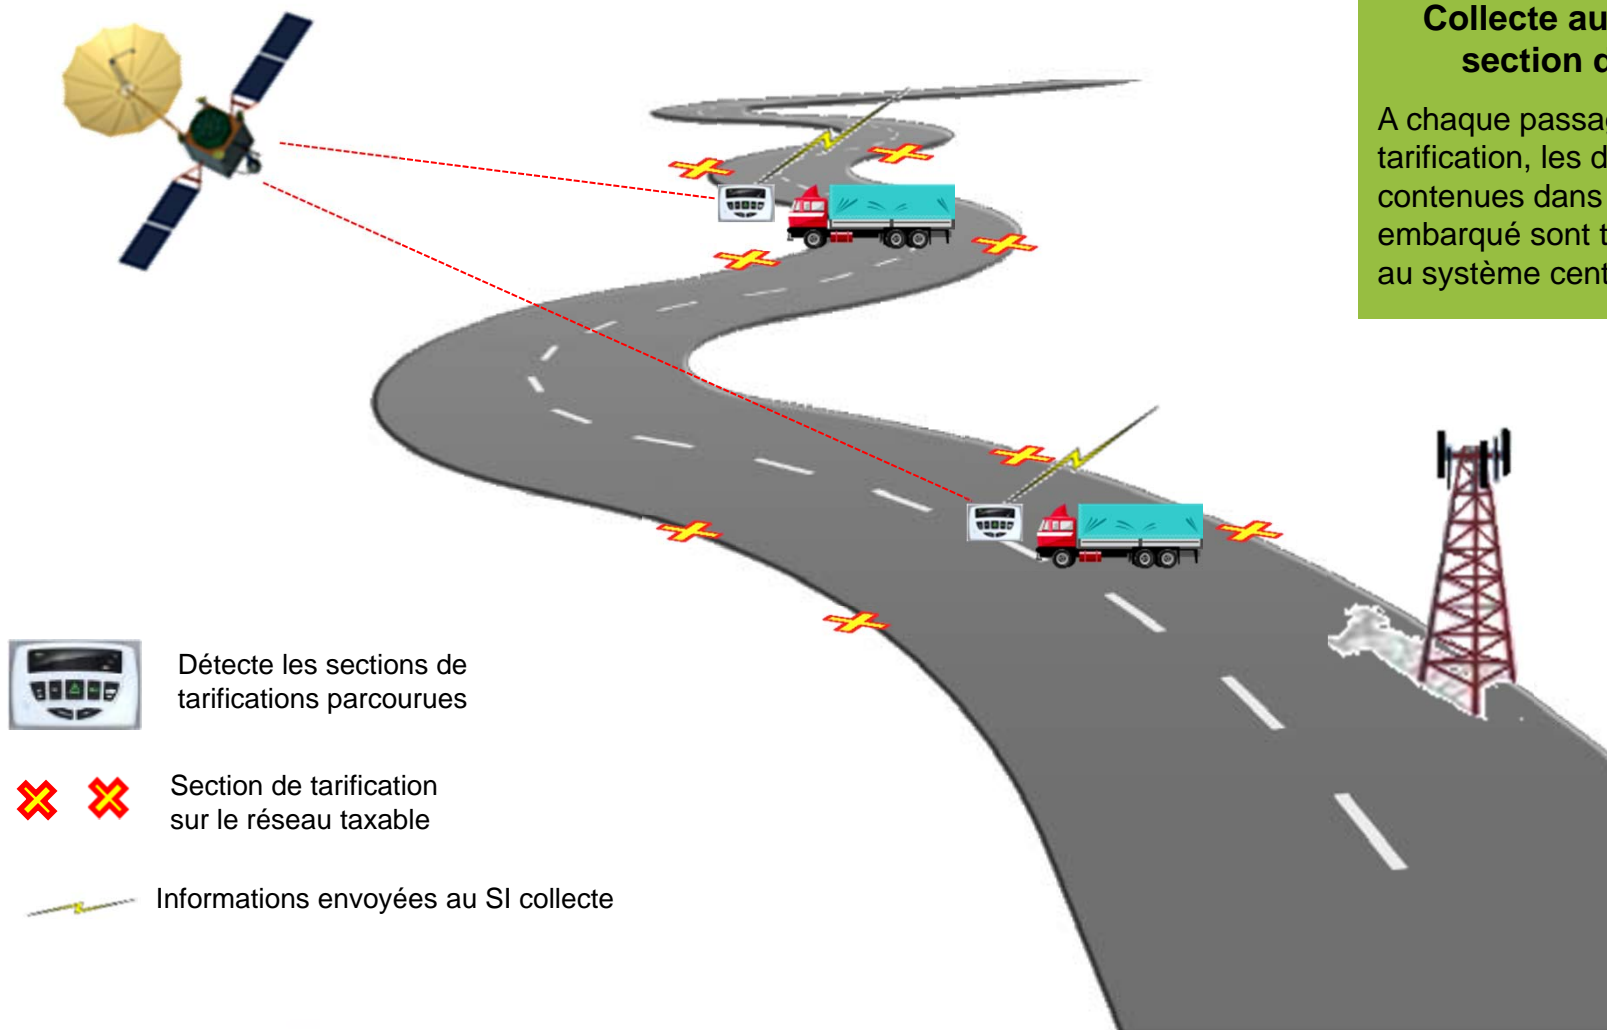 Collecte au
section d
A chaque passa
tarification, les d
contenues dans
embarqué sont t
au système cent
Détecte les sections de
tarifications parcourues
Section de tarification
sur le réseau taxable
Informations envoyées au SI collecte